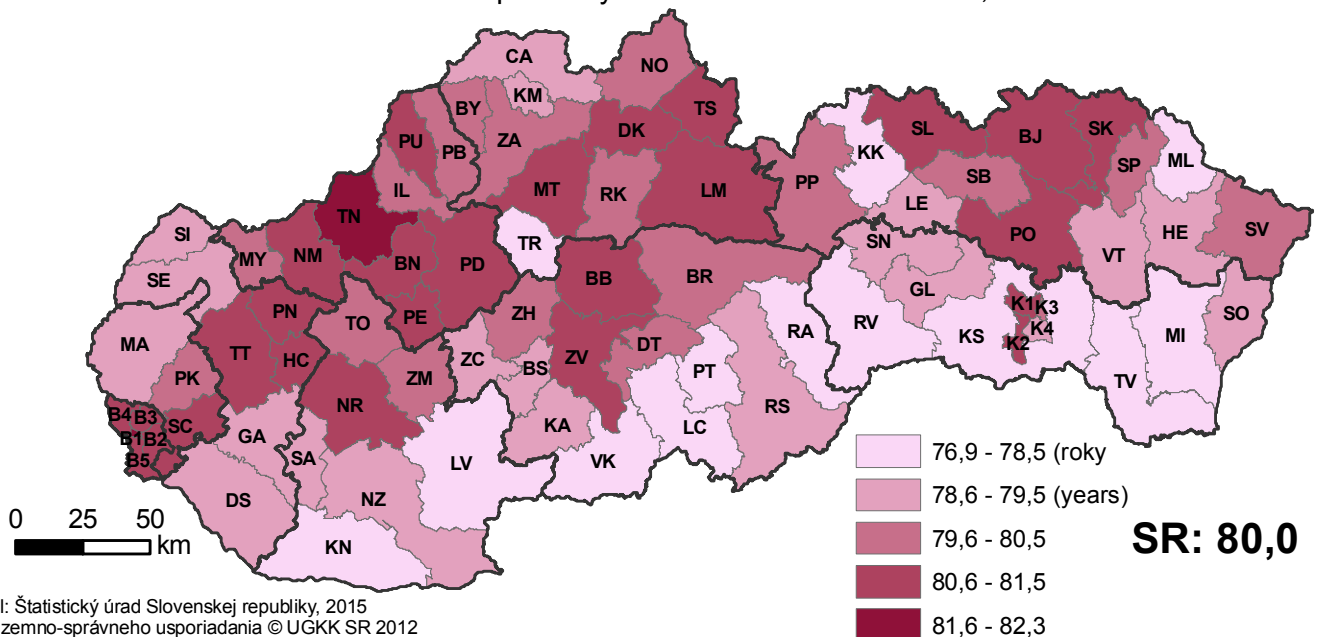 CA
NO
KM
BY
TS
PU
PB
ZA
DK
KK
SL
BJ
SK
SP
ML
IL
MT
RK
LM
PP
SB
LE
TN
SI
MY
NM
BN
PD
TR
BB
BR
SN
PO
VT
HE
SV
SE
GL
PN
TO
PE
ZH
RA
RV
KS
K1
K3
K4
K2
MI
SO
MA
TT
HC
ZC
BS
ZV
DT
PT
TV
PK
ZM
NR
KA
LC
RS
B4 B3
B1 B2
B5
SC
GA
SA
LV
VK
DS
NZ
KN
0 25 50
km
76,9 - 78,5 (roky
78,6 - 79,5 (years)
79,6 - 80,5
80,6 - 81,5
81,6 - 82,3
SR: 80,0
l: Štatistický úrad Slovenskej republiky, 2015
zemno-správneho usporiadania © UGKK SR 2012